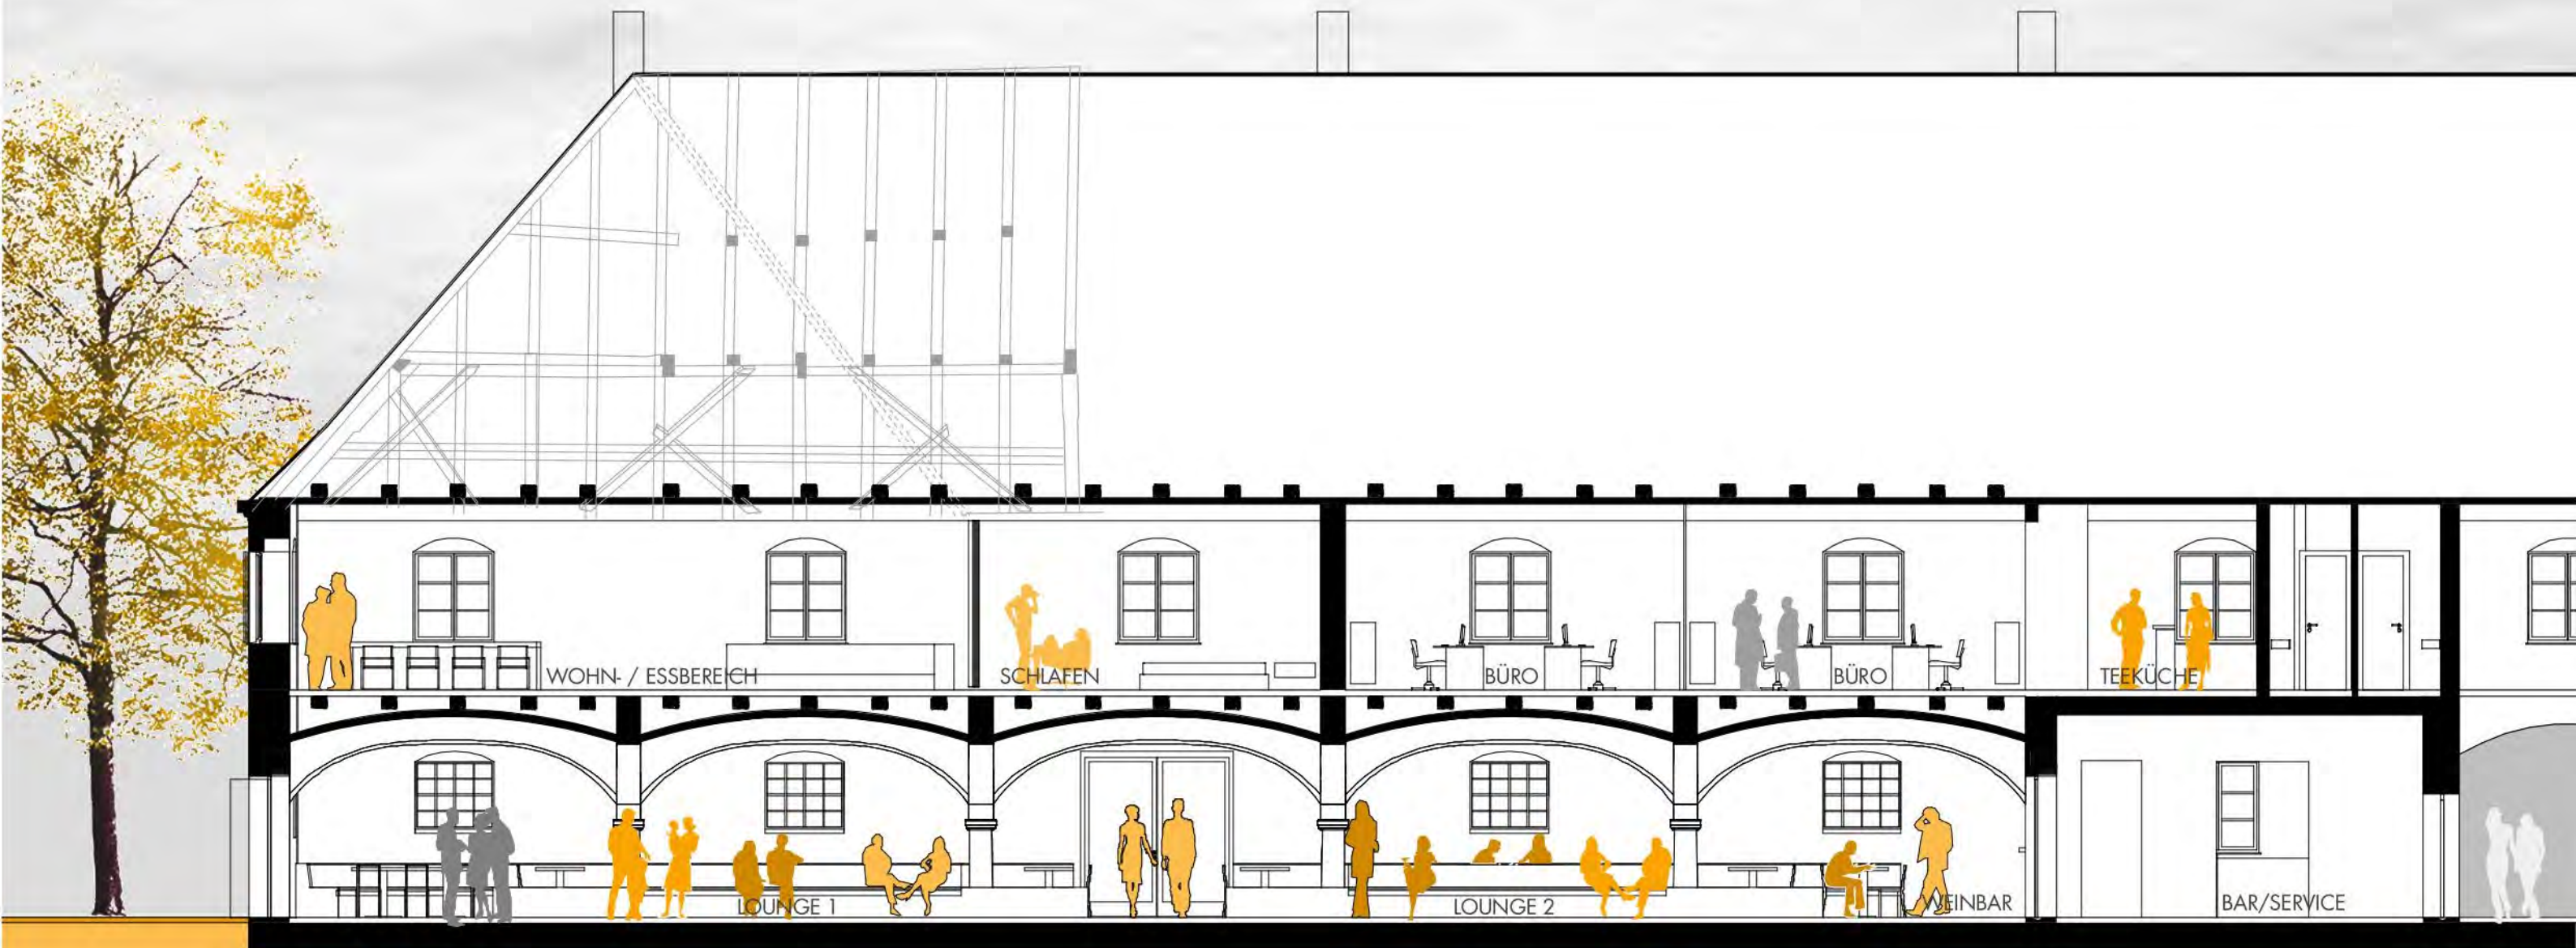 WOHN- / ESSBEREICH
SCHLAFEN
BÜRO
BÜRO
TEEKÜCHE
LOUNGE 1
LOUNGE 2
WEINBAR
BAR/SERVICE